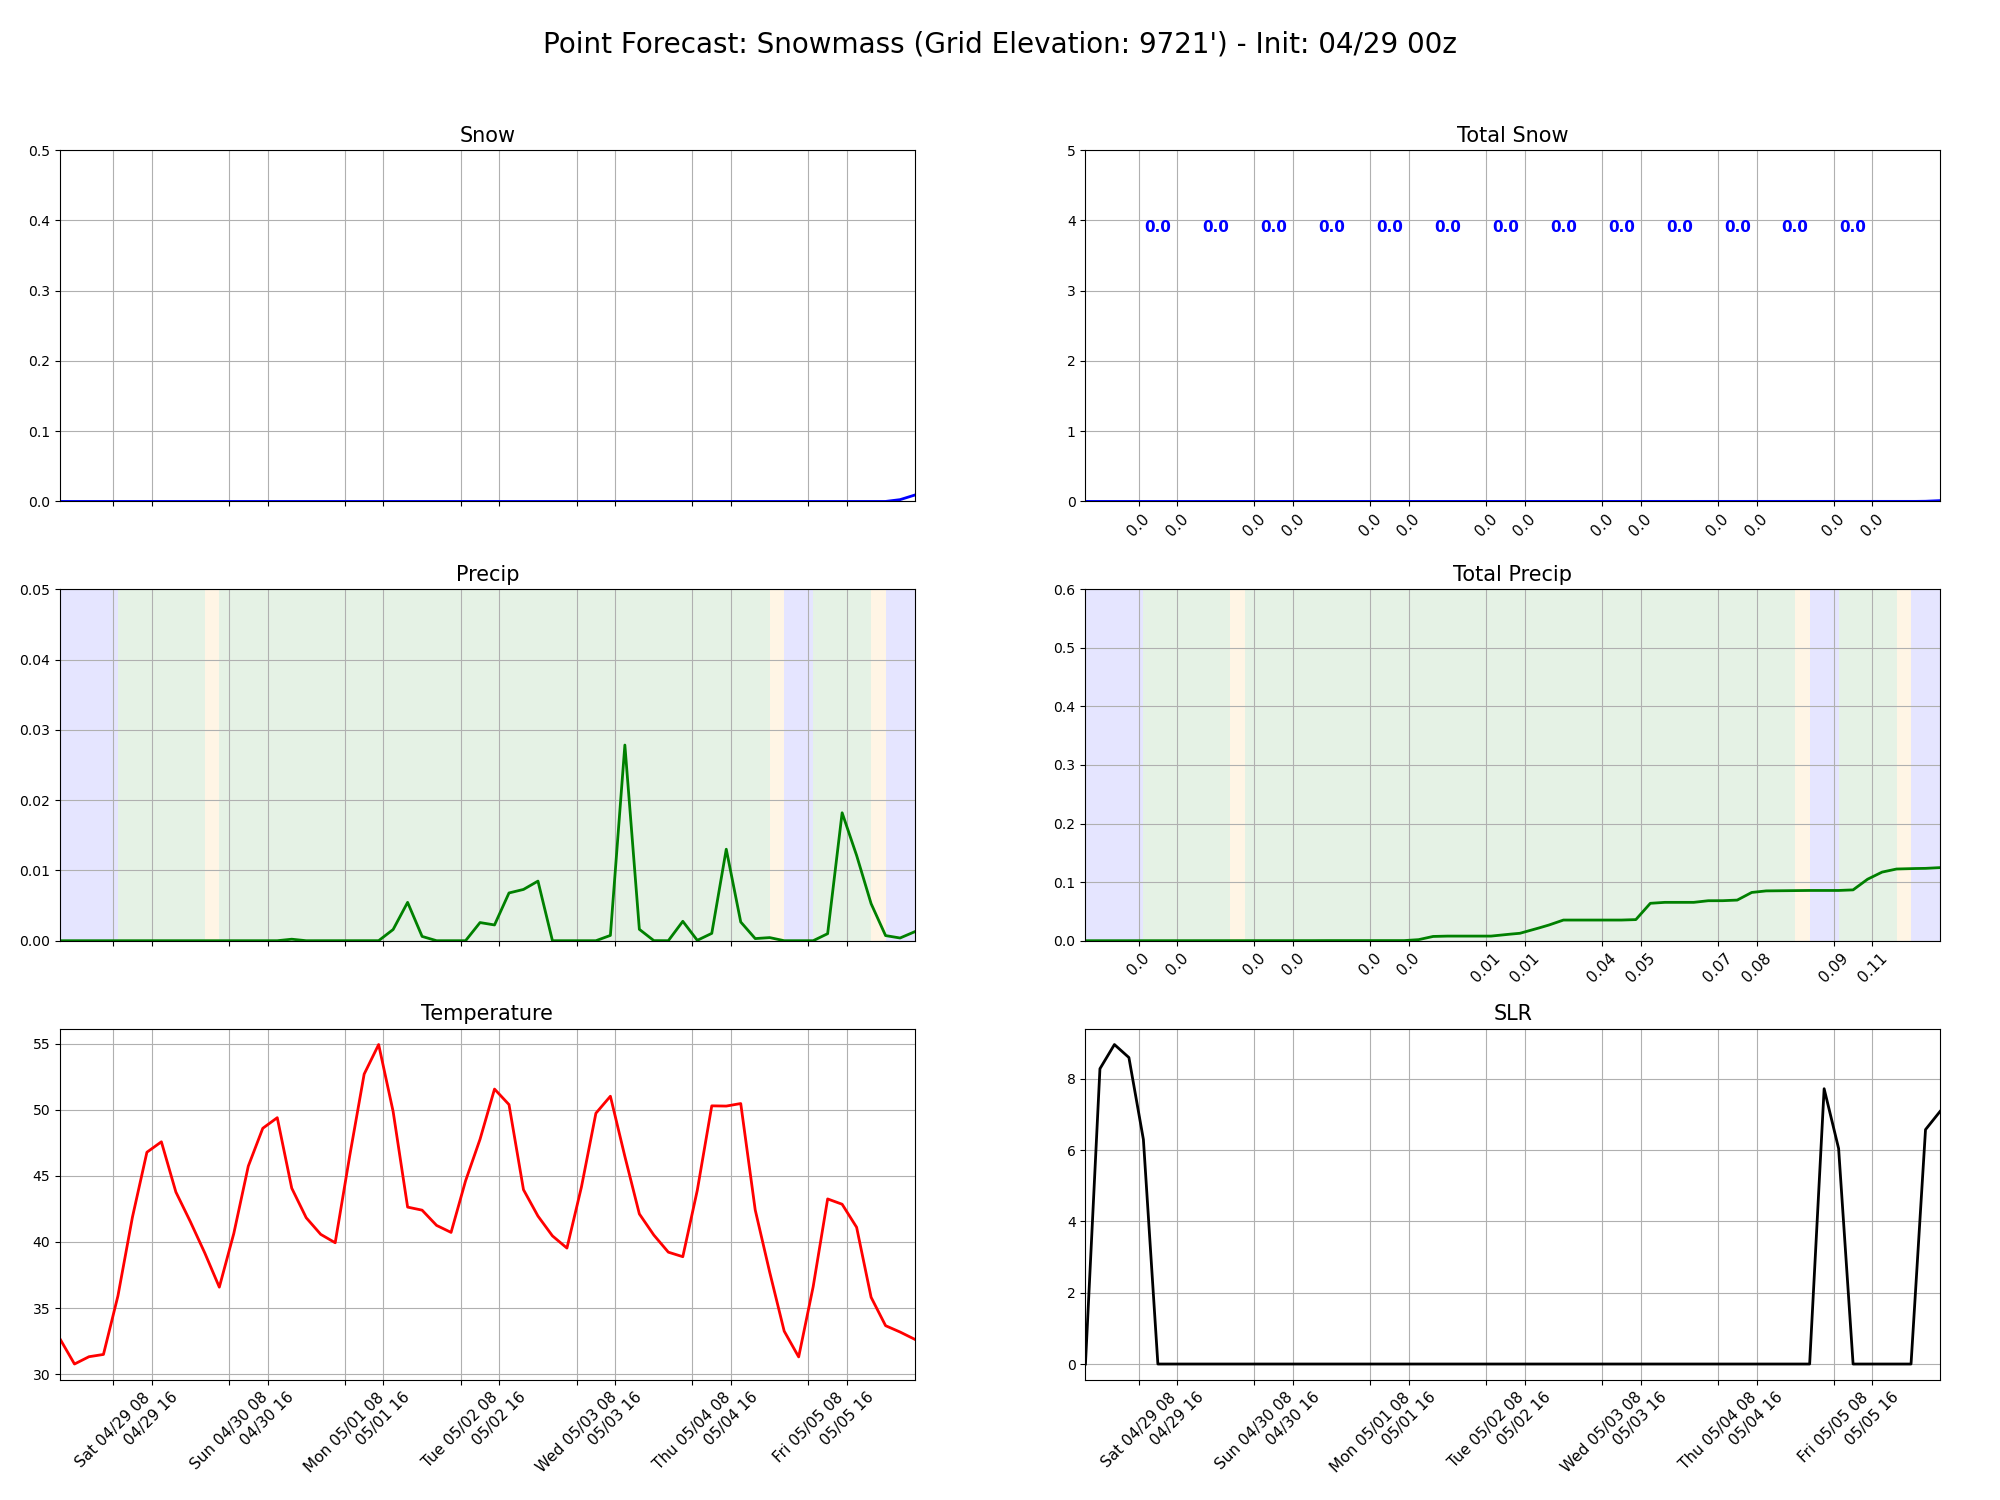 Point Forecast: Snowmass (Grid Elevation: 9721') - Init: 04/29 00z
Snow
0.5
0.4
0.3
0.2
0.1
0.0
Total Snow
5
4
3
2
1
0
0.0 0.0 0.0 0.0 0.0 0.0 0.0 0.0 0.0 0.0 0.0 0.0 0.0
0.0 0.0 0.0 0.0 0.0 0.0 0.0 0.0 0.0 0.0 0.0 0.0 0.0 0.0
Precip
0.05
0.04
0.03
0.02
0.01
0.00
Total Precip
0.6
0.5
0.4
0.3
0.2
0.1
0.0
0.0 0.0 0.0 0.0 0.0 0.0 0.01 0.01 0.04 0.05 0.07 0.08 0.09 0.11
Temperature
55
50
45
40
35
30
Sat 04/29 08
04/29 16
Sun 04/30 08
04/30 16
Mon 05/01 08
05/01 16
Tue 05/02 08
05/02 16
Wed 05/03 08
05/03 16
Thu 05/04 08
05/04 16
Fri 05/05 08
05/05 16
SLR
8
6
4
2
0
Sat 04/29 08
04/29 16
Sun 04/30 08
04/30 16
Mon 05/01 08
05/01 16
Tue 05/02 08
05/02 16
Wed 05/03 08
05/03 16
Thu 05/04 08
05/04 16
Fri 05/05 08
05/05 16